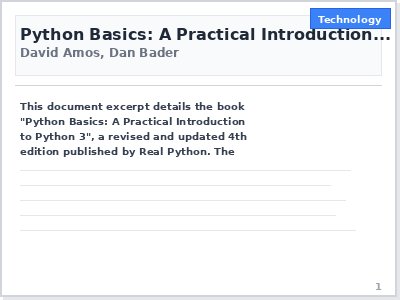 Technology
Python Basics: A Practical Introduction...
David Amos, Dan Bader
This document excerpt details the book
"Python Basics: A Practical Introduction
to Python 3", a revised and updated 4th
edition published by Real Python. The
1